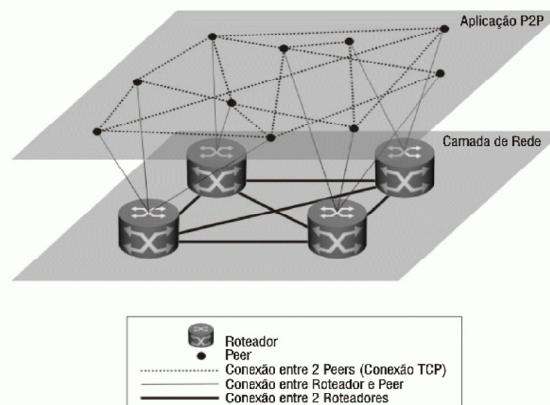 Aplicação P2P
Camada de Rede
Roteador
Peer
Conexão entre 2 Peers (Conexão TCP)
Conexão entre Roteador e Peer
Conexão entre 2 Roteadores